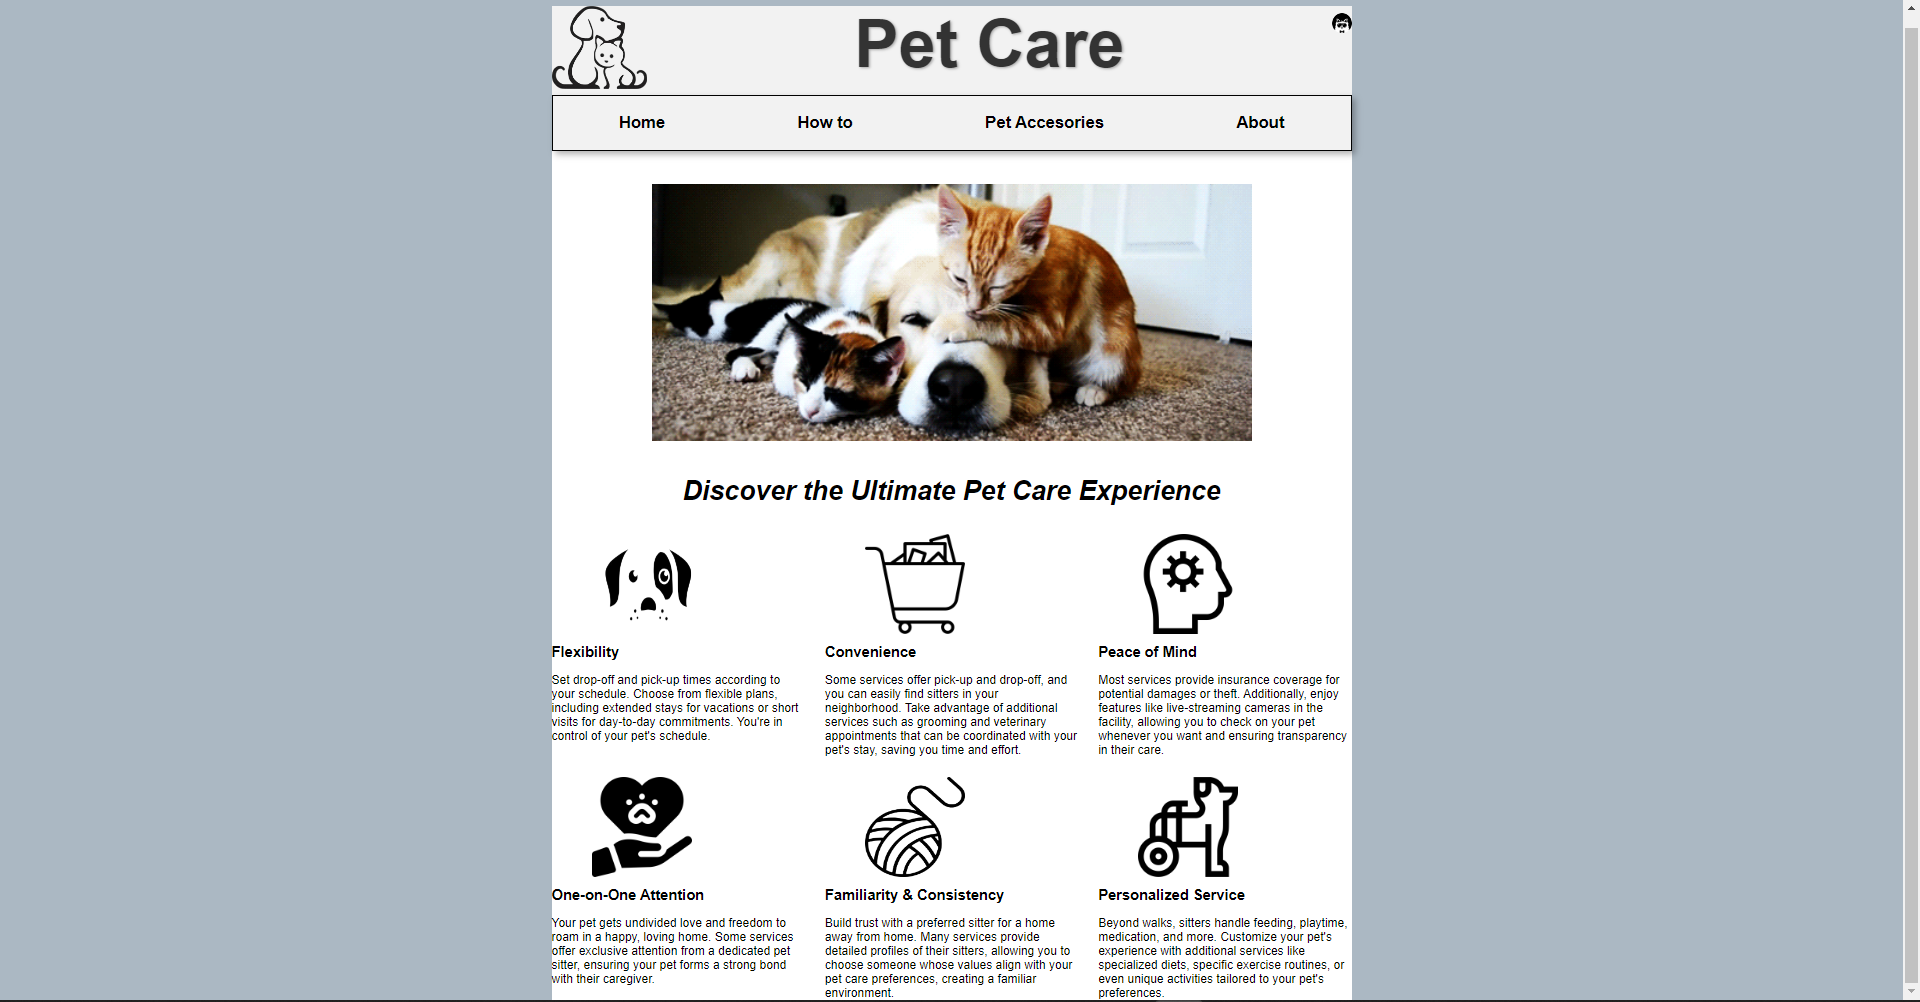 Pet Care
Home
How to
Pet Accesories
About
Discover the Ultimate Pet Care Experience
Flexibility
Set drop-off and pick-up times according to
your schedule. Choose from flexible plans,
including extended stays for vacations or short
visits for day-to-day commitments. You're in
control of your pet's schedule.
Convenience
Some services offer pick-up and drop-off, and
you can easily find sitters in your
neighborhood. Take advantage of additional
services such as grooming and veterinary
appointments that can be coordinated with your
pet's stay, saving you time and effort.
Peace of Mind
Most services provide insurance coverage for
potential damages or theft. Additionally, enjoy
features like live-streaming cameras in the
facility, allowing you to check on your pet
whenever you want and ensuring transparency
in their care.
One-on-One Attention
Your pet gets undivided love and freedom to
roam in a happy, loving home. Some services
offer exclusive attention from a dedicated pet
sitter, ensuring your pet forms a strong bond
with their caregiver.
Familiarity & Consistency
Build trust with a preferred sitter for a home
away from home. Many services provide
detailed profiles of their sitters, allowing you to
choose someone whose values align with your
pet care preferences, creating a familiar
environment.
Personalized Service
Beyond walks, sitters handle feeding, playtime,
medication, and more. Customize your pet's
experience with additional services like
specialized diets, specific exercise routines, or
even unique activities tailored to your pet's
preferences.